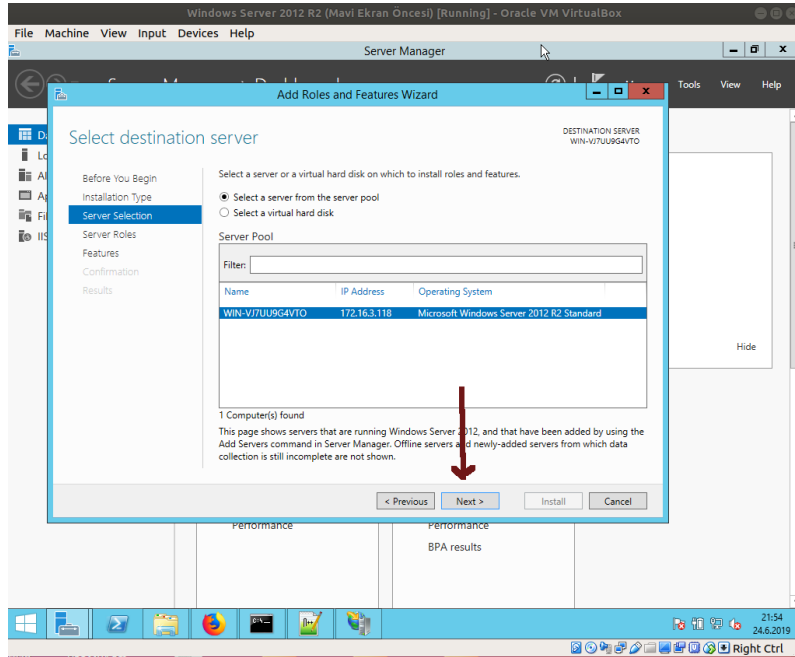 Windows Server 2012 R2 (Mavi Ekran Öncesi) [Running] - Oracle VM VirtualBox
File Machine View Input Devices Help
Server Manager
Tools View Help
Add Roles and Features Wizard
Select destination server
DESTINATION SERVER
WIN-VJ7UU9G4VTO
Before You Begin
Installation Type
Server Selection
Server Roles
Features
Confirmation
Results
Select a server or a virtual hard disk on which to install roles and features.
Select a server from the server pool
Select a virtual hard disk
Server Pool
Filter:
Name IP Address Operating System
WIN-VJ7UU9G4VTO 172.16.3.118 Microsoft Windows Server 2012 R2 Standard
1 Computer(s) found
This page shows servers that are running Windows Server 2012, and that have been added by using the
Add Servers command in Server Manager. Offline servers and newly-added servers from which data
collection is still incomplete are not shown.
< Previous Next > Install Cancel
Hide
Performance Performance
BPA results
21:54
24.6.2019
Right Ctrl